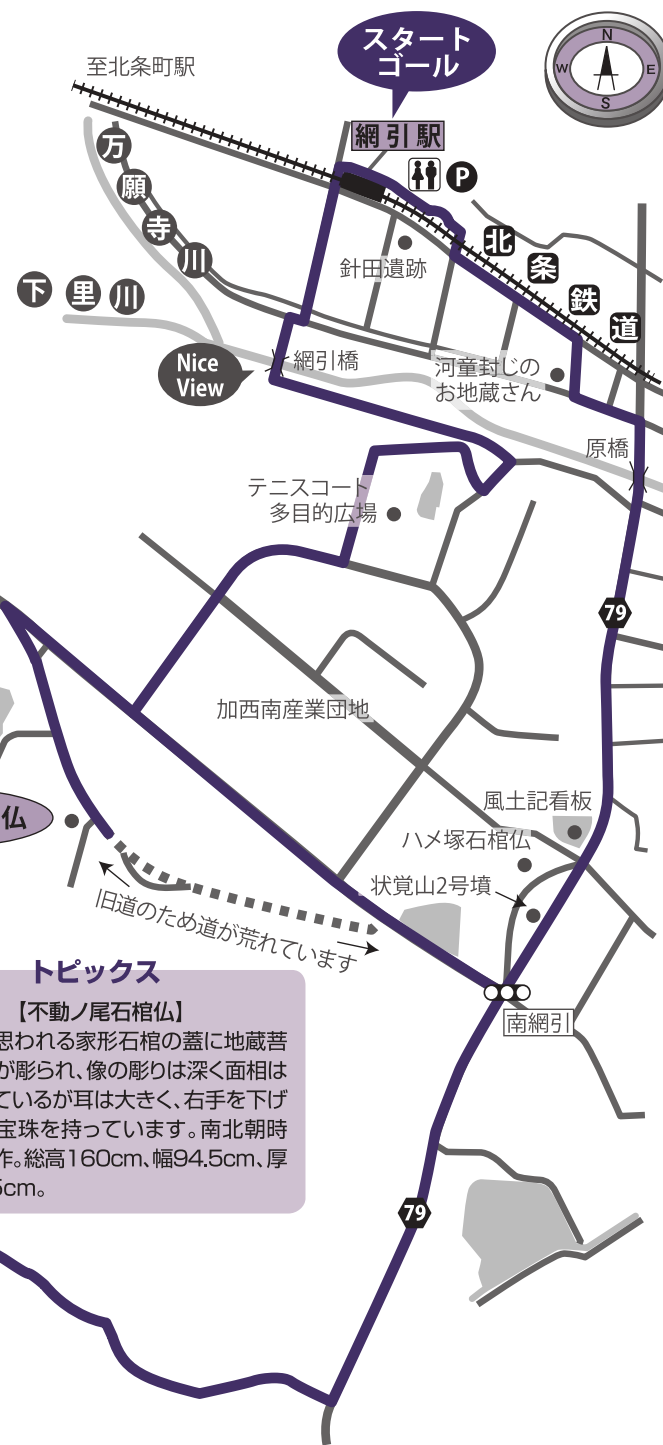 スタート
ゴール
N
W
E
S
至北条町駅
網引駅
P
万願寺川
北条鉄道
針田遺跡
下里川
Nice
View
網引橋
河童封じの
お地蔵さん
原橋
テニスコート
多目的広場
79
加西南産業団地
風土記看板
仏
ハメ塚石棺仏
状覚山2号墳
旧道のため道が荒れています
南網引
トピックス
【不動ノ尾石棺仏】
思われる家形石棺の蓋に地蔵菩
が彫られ、像の彫りは深く面相は
ているが耳は大きく、右手を下げ
宝珠を持っています。南北朝時
作。総高160cm、幅94.5cm、厚
5cm。
79